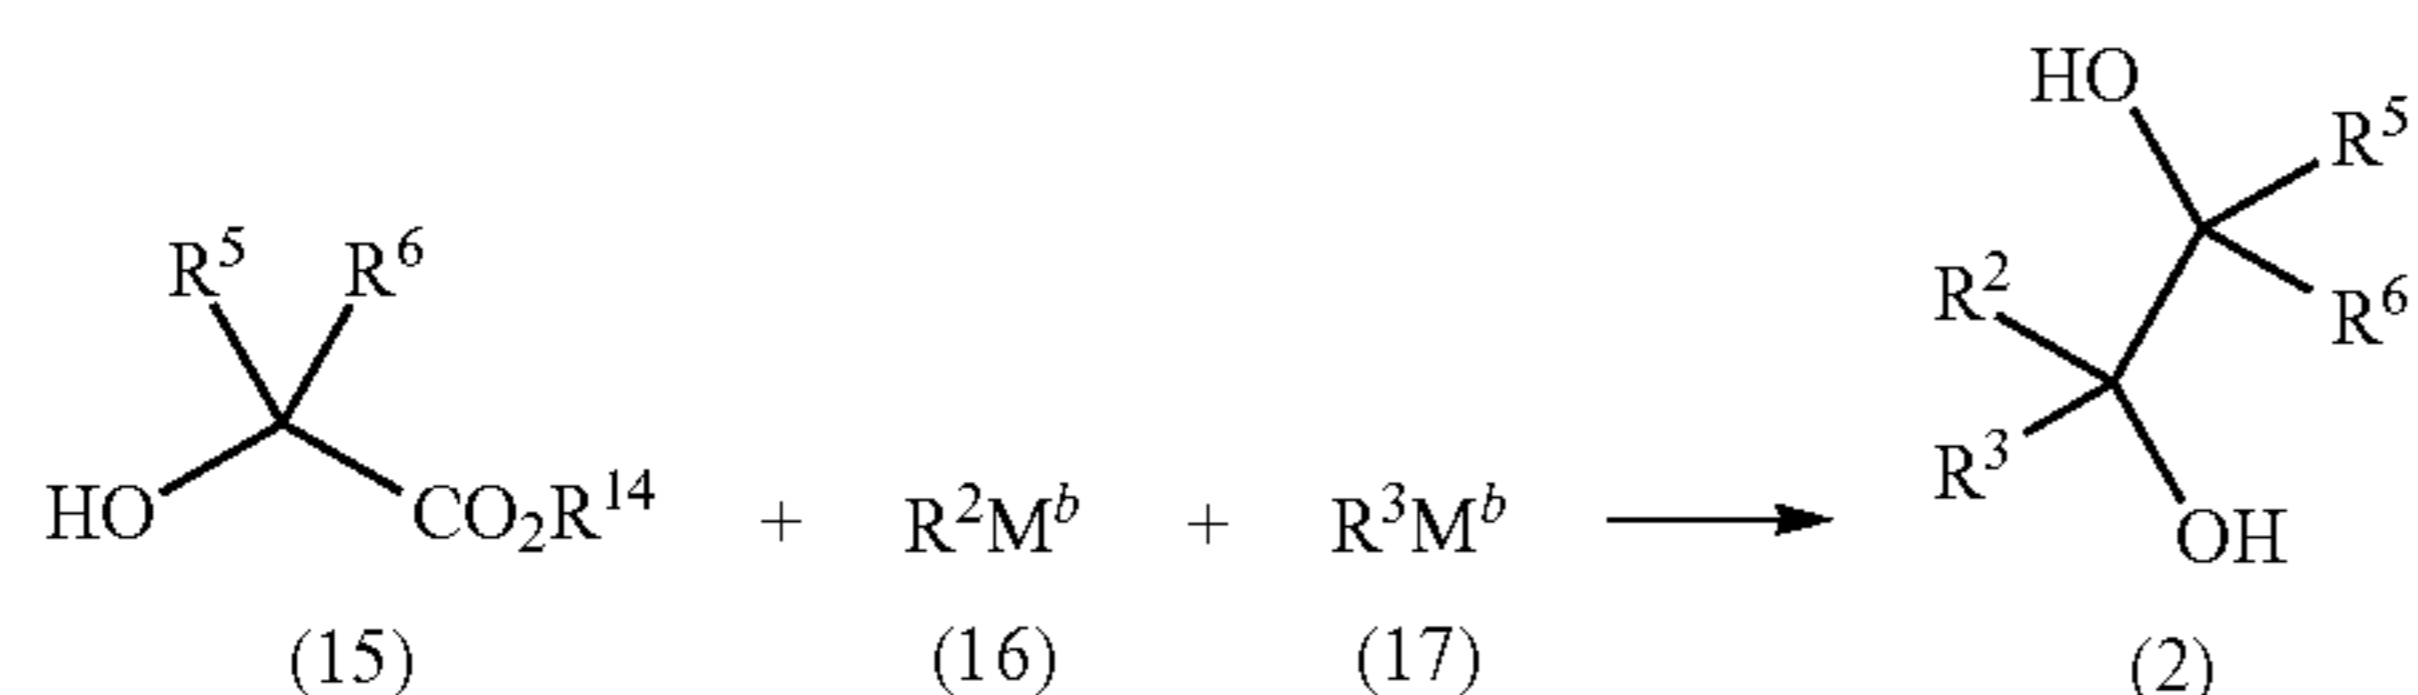 HO
R⁵
R⁵ R⁶
R²
R⁶
R³
HO CO₂R¹⁴ + R²Mᵇ + R³Mᵇ
OH
(15) (16) (17) (2)